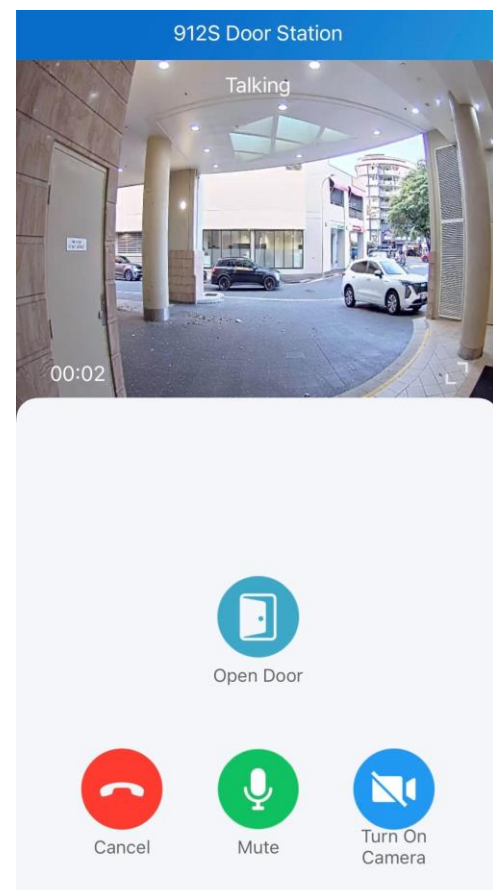 912S Door Station
Talking
00:02
Open Door
Cancel
Mute
Turn On
Camera